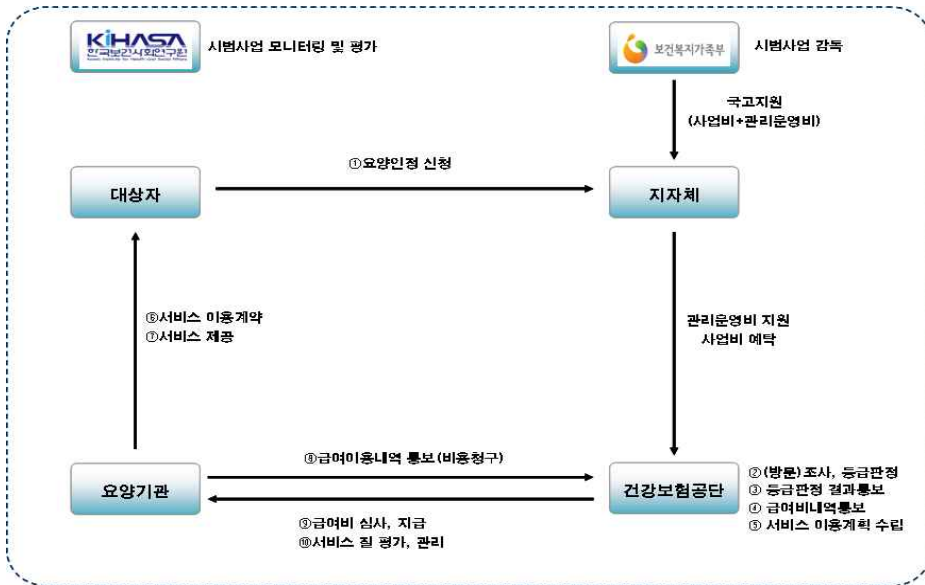 KiHASA
한국보건사회연구원
시범사업 모니터링 및 평가
보건복지가족부
시범사업 감독
국고지원
(사업비+관리운영비)
①요양인정 신청
대상자
지자체
⑥서비스 이용계약
⑦서비스 제공
관리운영비 지원
사업비 예탁
⑧급여이용내역 통보(비용청구)
요양기관
건강보험공단
②(방문)조사, 등급판정
③ 등급판정 결과통보
④ 급여비내역통보
⑤ 서비스 이용계획 수립
⑨급여비 심사, 지급
⑩서비스 질 평가, 관리